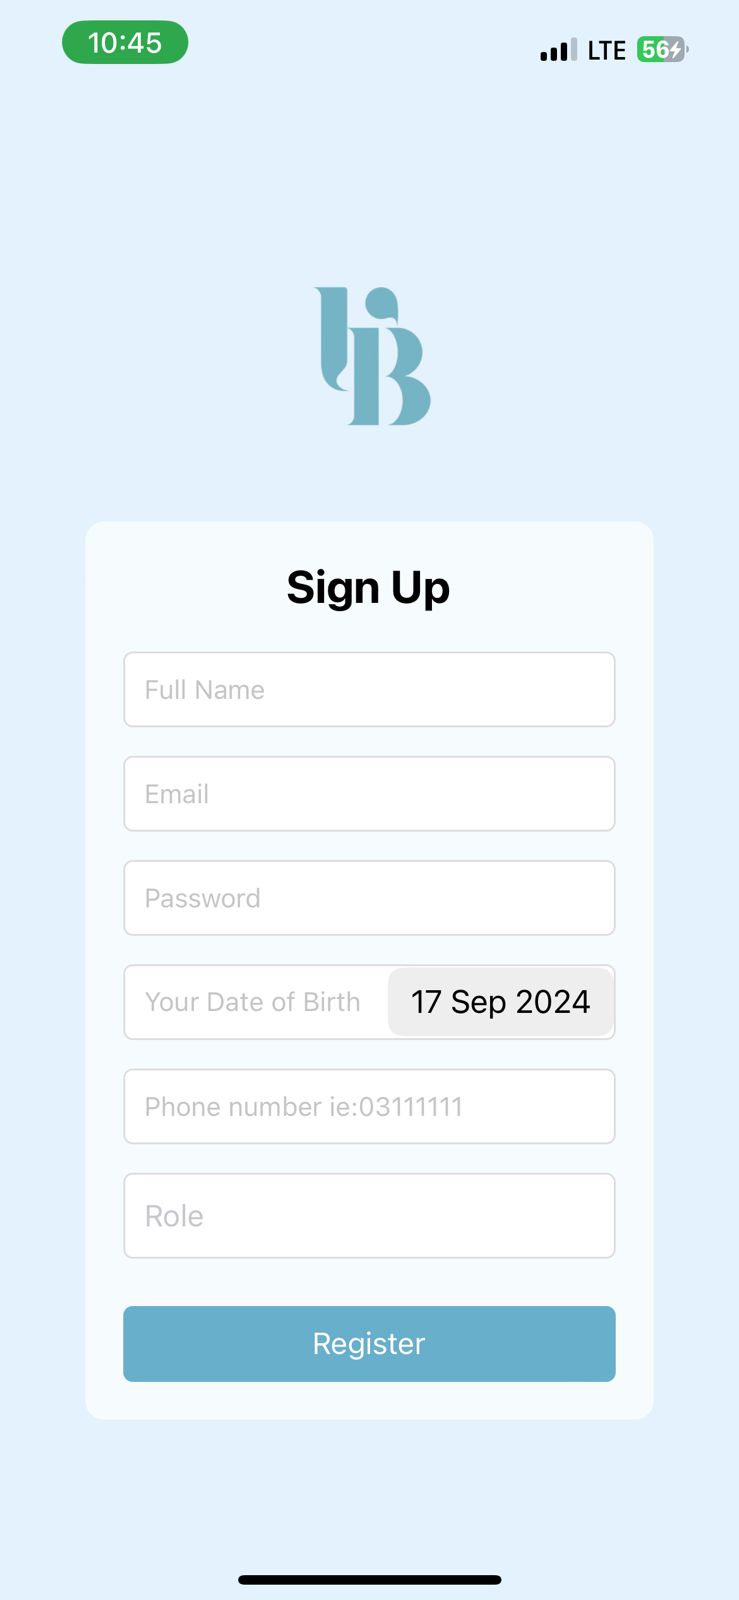 10:45 LTE 56
Sign Up
Full Name
Email
Password
Your Date of Birth 17 Sep 2024
Phone number ie:03111111
Role
Register